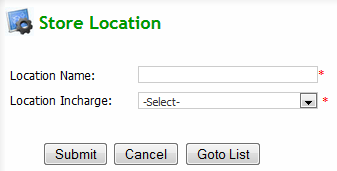 Store Location
Location Name: *
Location Incharge: -Select- *
Submit Cancel Goto List